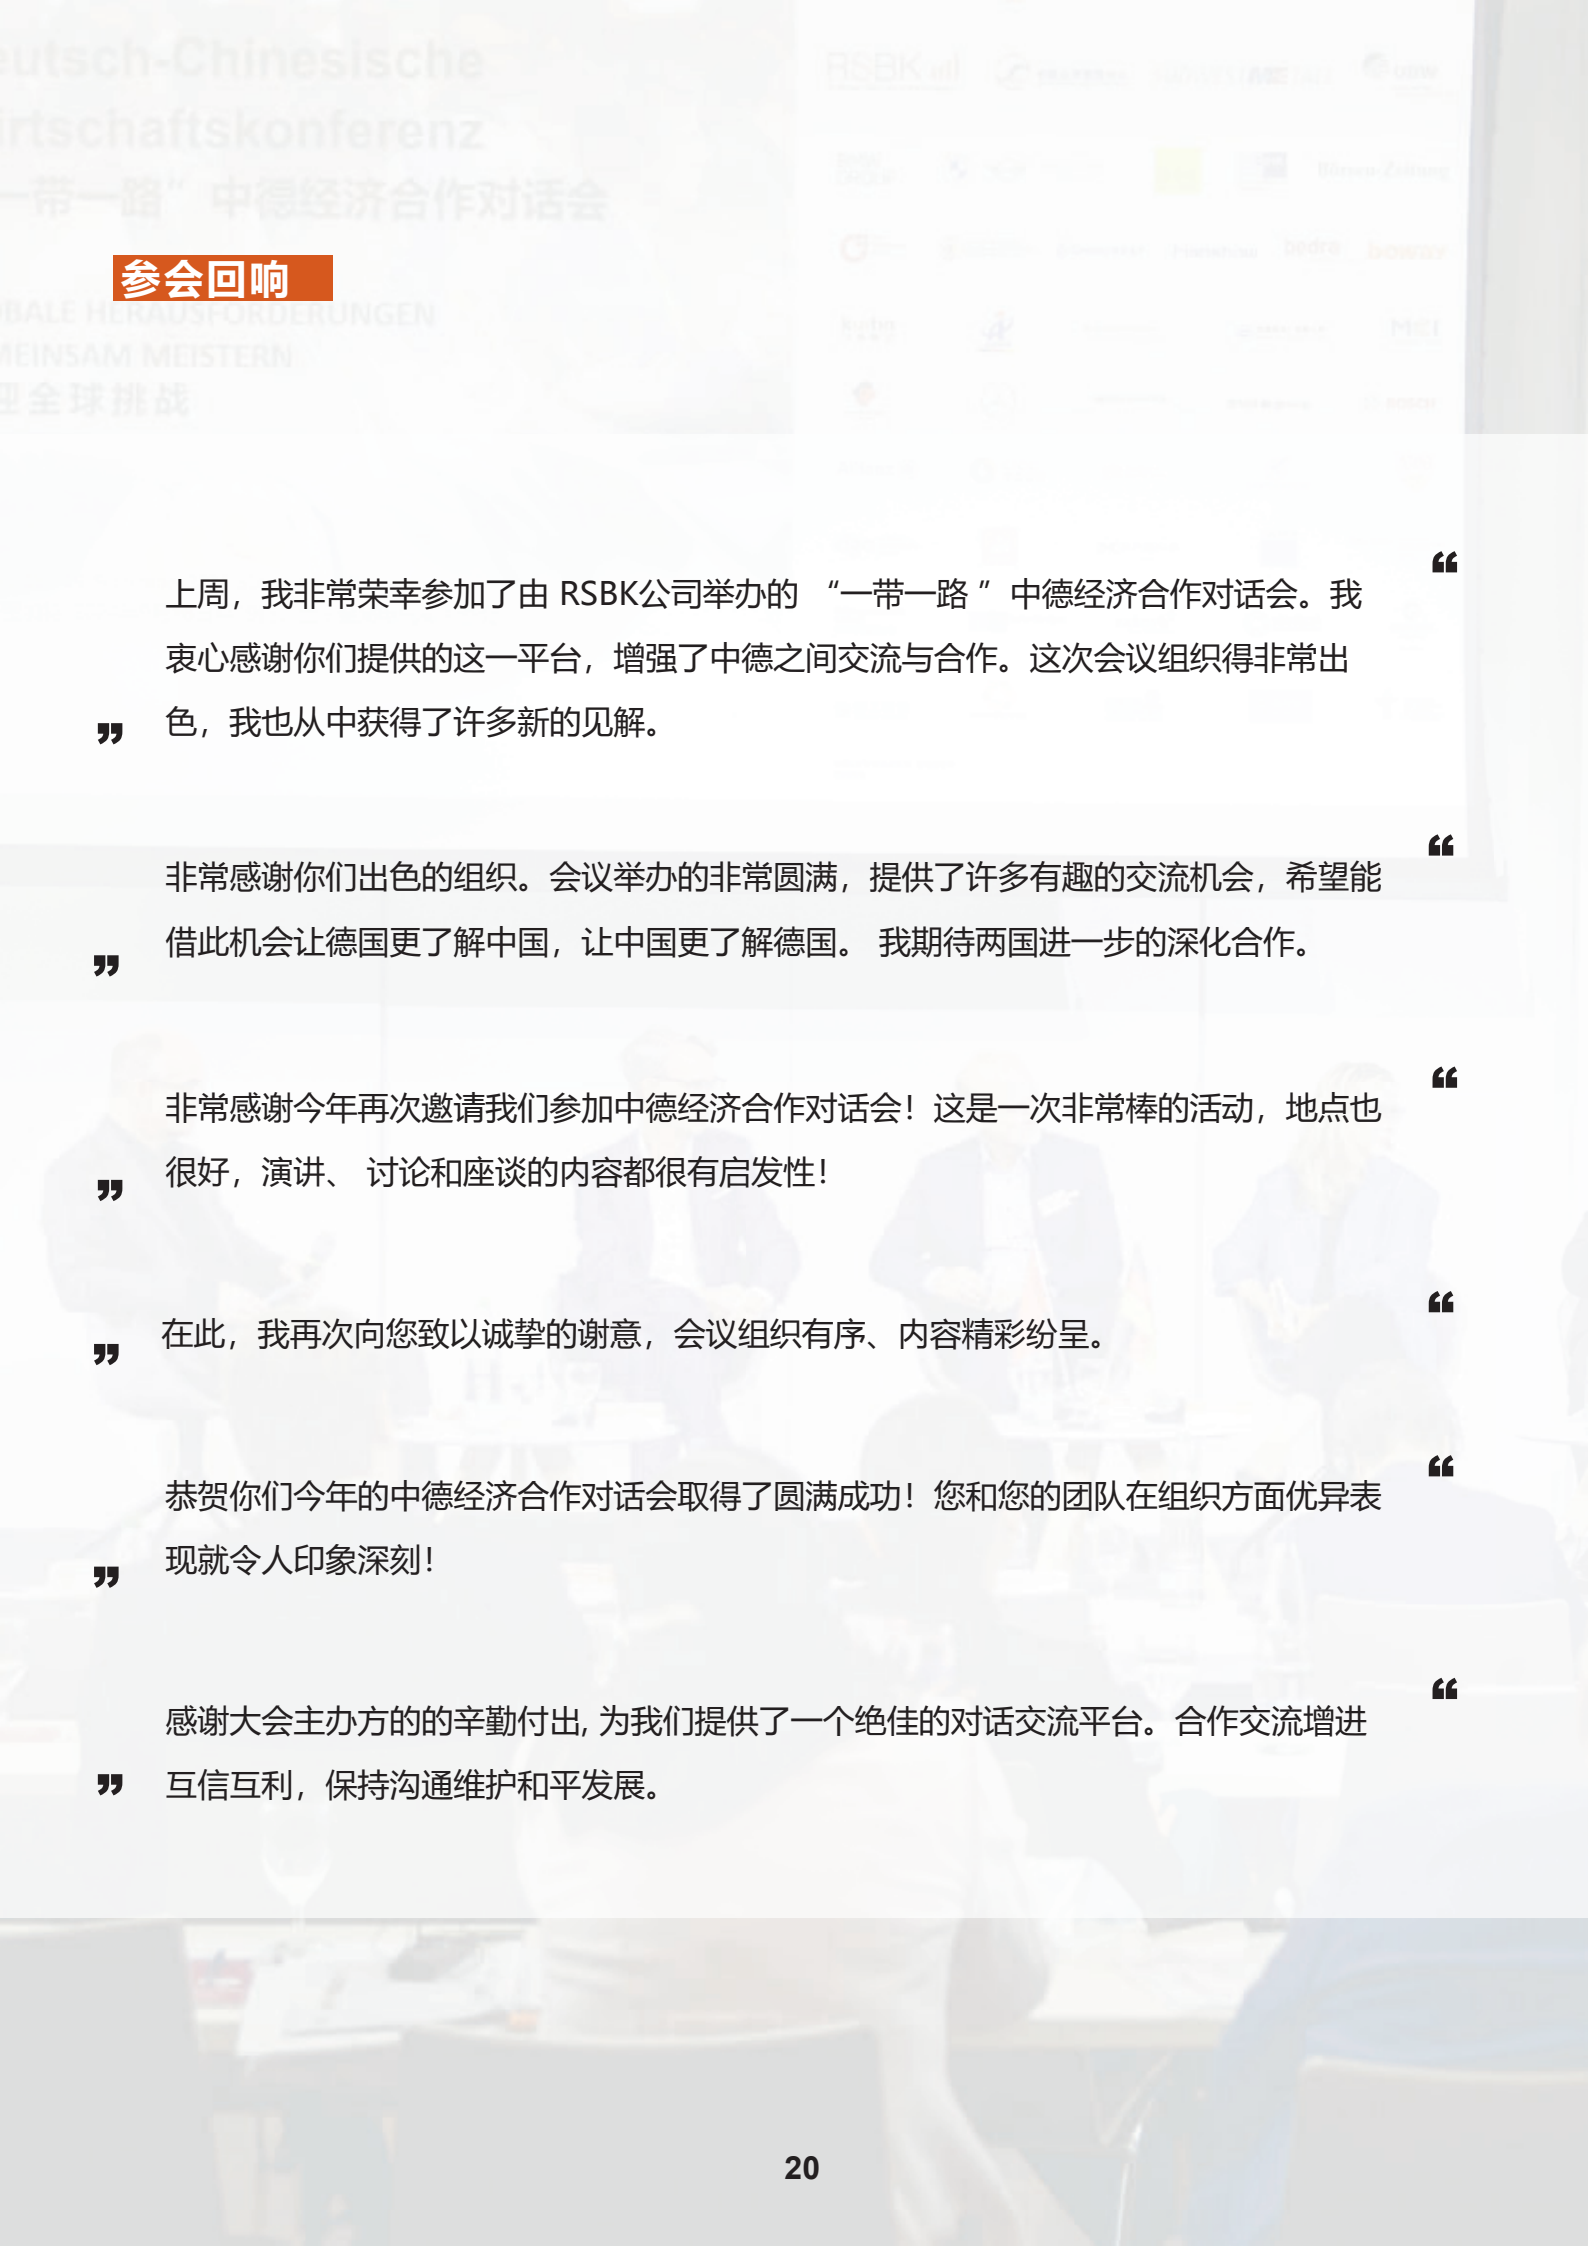 eutsch-Chinesische
irtschaftskonferenz
一带一路”中德经济合作对话会
参会回响
OBALE HERAUSFORDERUNGEN
MEINSAM MEISTERN
迎全球挑战
RSBK
Börsen-Zeitung
bedra
boway
MCI
BOSCH
“
上周，我非常荣幸参加了由 RSBK公司举办的 “一带一路 ”中德经济合作对话会。我
衷心感谢你们提供的这一平台，增强了中德之间交流与合作。这次会议组织得非常出
色，我也从中获得了许多新的见解。
”
“
非常感谢你们出色的组织。会议举办的非常圆满，提供了许多有趣的交流机会，希望能
借此机会让德国更了解中国，让中国更了解德国。 我期待两国进一步的深化合作。
”
“
非常感谢今年再次邀请我们参加中德经济合作对话会！这是一次非常棒的活动，地点也
很好，演讲、 讨论和座谈的内容都很有启发性！
”
“
在此，我再次向您致以诚挚的谢意，会议组织有序、内容精彩纷呈。
”
“
恭贺你们今年的中德经济合作对话会取得了圆满成功！您和您的团队在组织方面优异表
现就令人印象深刻！
”
“
感谢大会主办方的的辛勤付出, 为我们提供了一个绝佳的对话交流平台。合作交流增进
互信互利，保持沟通维护和平发展。
”
20